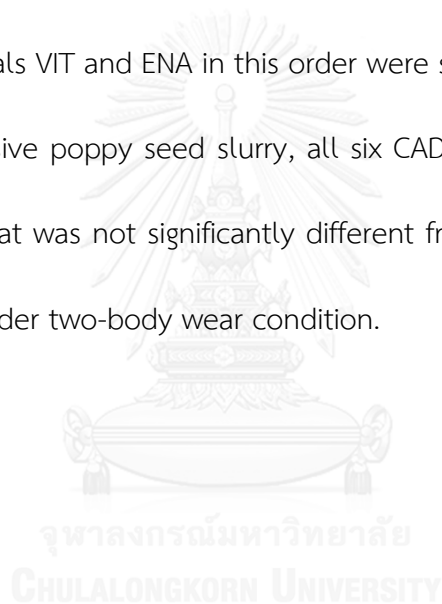 als VIT and ENA in this order were s
sive poppy seed slurry, all six CAD
at was not significantly different fr
der two-body wear condition.
จุฬาลงกรณ์มหาวิทยาลัย
CHULALONGKORN UNIVERSITY